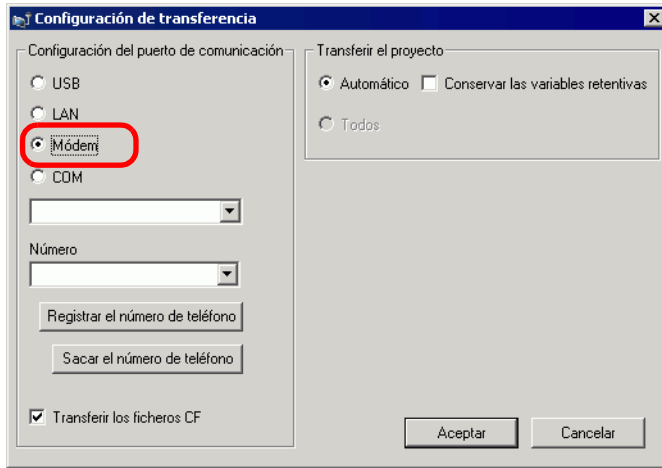 Configuración de transferencia
Configuración del puerto de comunicación
USB
LAN
Módem
COM
Número
Registrar el número de teléfono
Sacar el número de teléfono
Transferir los ficheros CF
Transferir el proyecto
Automático Conservar las variables retentivas
Todos
Aceptar Cancelar